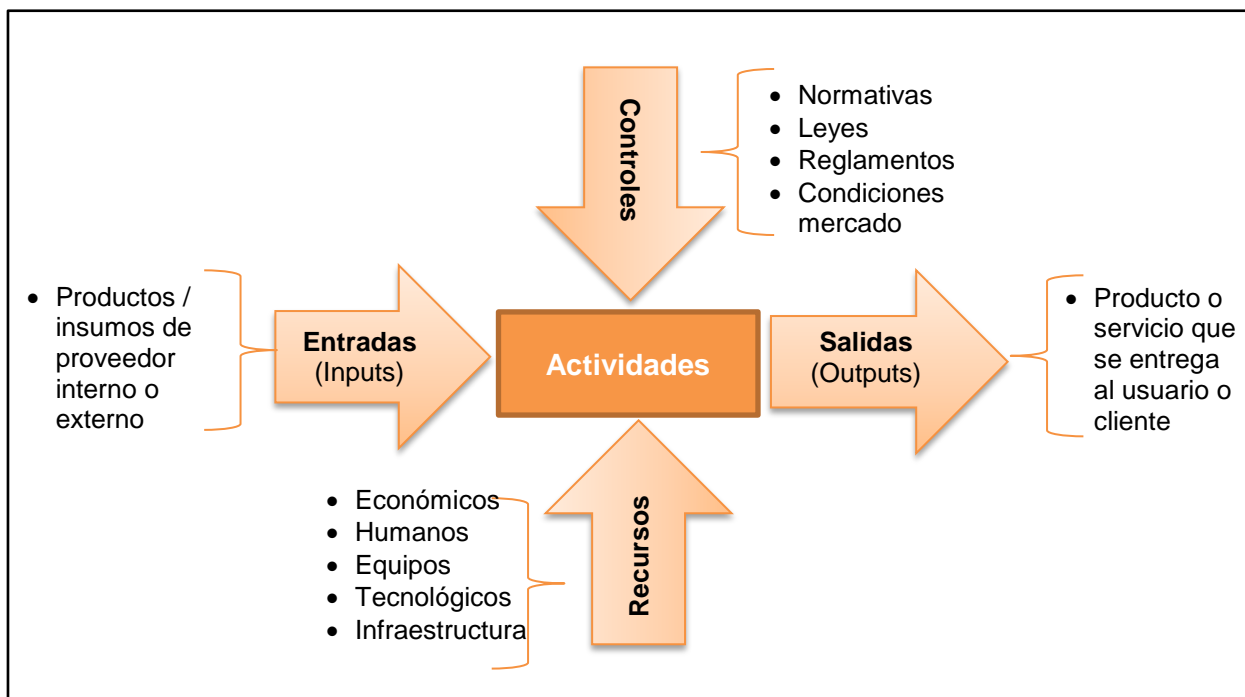 Controles
• Normativas
• Leyes
• Reglamentos
• Condiciones
mercado
• Productos /
insumos de
proveedor
interno o
externo
Entradas
(Inputs)
Actividades
Salidas
(Outputs)
• Producto o
servicio que
se entrega
al usuario o
cliente
• Económicos
• Humanos
• Equipos
• Tecnológicos
• Infraestructura
Recursos